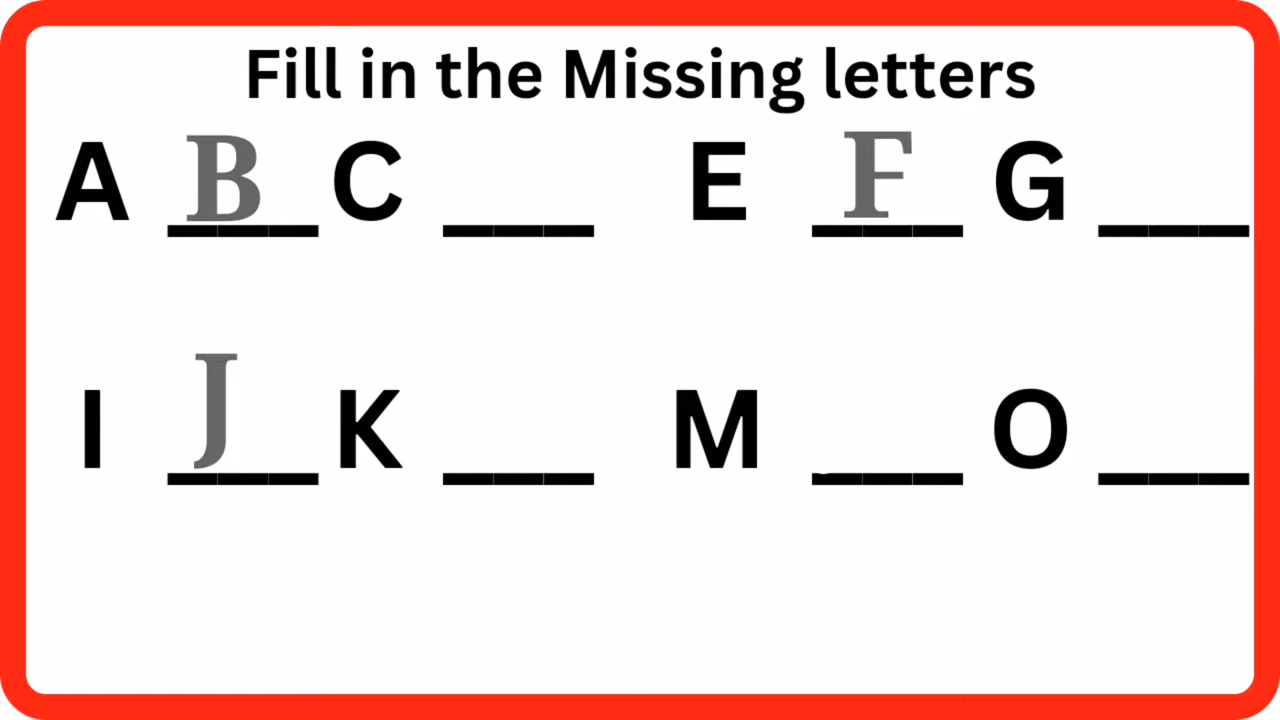 Fill in the Missing letters
A B C ___ E F G ___
I J K ___ M ___ O ___